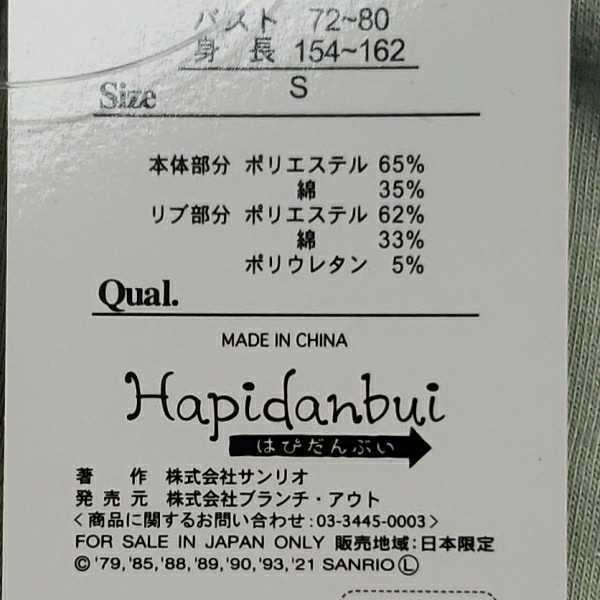 バスト 72~80
身長 154~162
S
Size
本体部分 ポリエステル 65%
綿 35%
リブ部分 ポリエステル 62%
綿 33%
ポリウレタン 5%
Qual.
MADE IN CHINA
Hapidanbui
はぴだんぶい
著作 株式会社サンリオ
発売元 株式会社ブランチ・アウト
<商品に関するお問い合わせ:03-3445-0003>
FOR SALE IN JAPAN ONLY 販売地域:日本限定
©'79,'85,'88,'89,'90,'93,'21 SANRIO Ⓛ